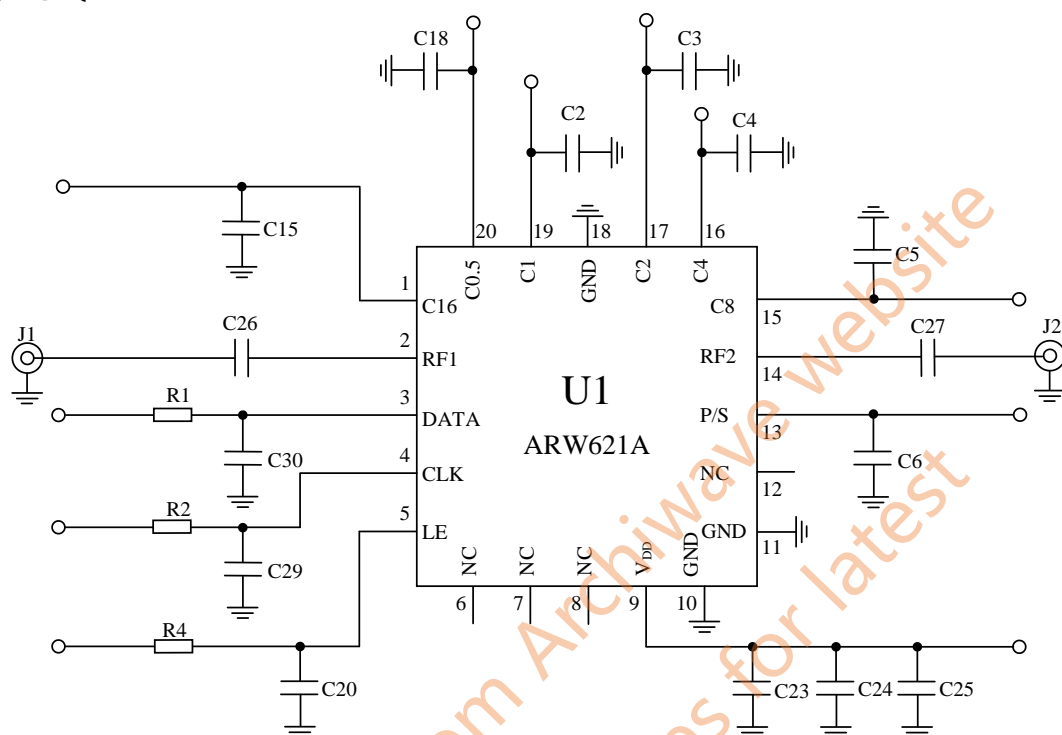 C18
C3
C2
C4
C15
20
19
18
17
16
C5
C0.5
C1
GND
C2
C4
1
C16
C8
15
J1
C26
2
RF1
RF2
14
C27
J2
U1
ARW621A
R1
3
DATA
P/S
13
C30
4
CLK
NC
12
C6
R2
5
LE
GND
11
C29
NC
NC
NC
VDD
GND
6
7
8
9
10
R4
C20
C23
C24
C25
Archiwave website
for latest